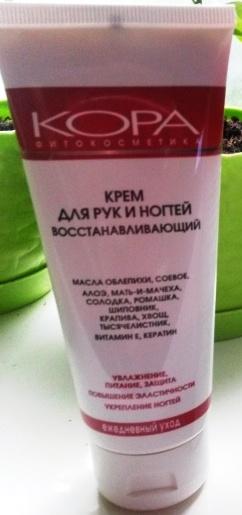 КОРА
ФИТОКОСМЕТИКА
КРЕМ
ДЛЯ РУК И НОГТЕЙ
ВОССТАНАВЛИВАЮЩИЙ
МАСЛА ОБЛЕПИХИ, СОЕВОЕ,
АЛОЭ, МАТЬ-И-МАЧЕХА,
СОЛОДКА, РОМАШКА,
ШИПОВНИК,
КРАПИВА, ХВОЩ,
ТЫСЯЧЕЛИСТНИК,
ВИТАМИН Е, КЕРАТИН
УВЛАЖНЕНИЕ,
ПИТАНИЕ, ЗАЩИТА
ПОВЫШЕНИЕ ЭЛАСТИЧНОСТИ
УКРЕПЛЕНИЕ НОГТЕЙ
ежедневный уход